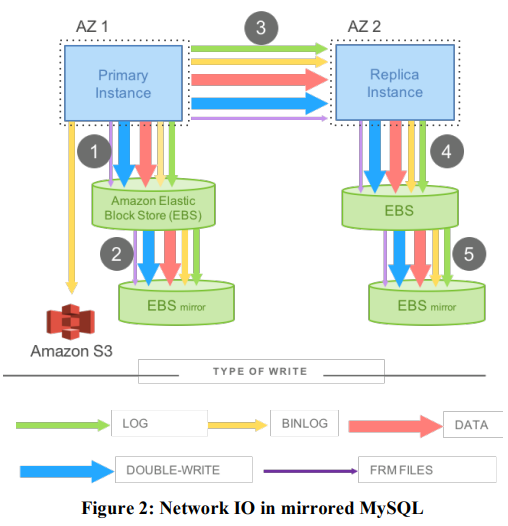 AZ 1
AZ 2
3
Primary
Instance
Replica
Instance
1
4
Amazon Elastic
Block Store (EBS)
EBS
2
5
EBS mirror
EBS mirror
Amazon S3
TYPE OF WRITE
LOG
BINLOG
DATA
DOUBLE-WRITE
FRM FILES
Figure 2: Network IO in mirrored MySQL